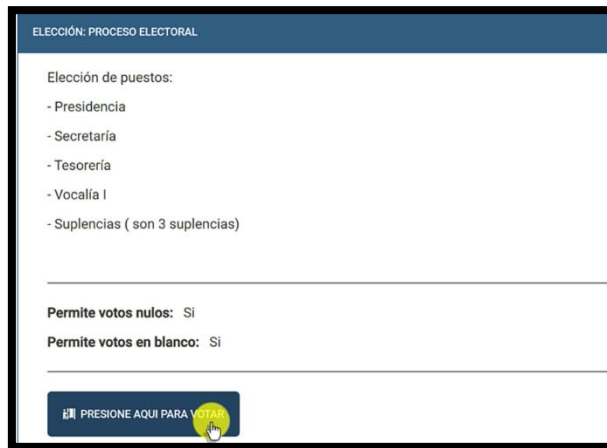 ELECCIÓN: PROCESO ELECTORAL
Elección de puestos:
- Presidencia
- Secretaría
- Tesorería
- Vocalía I
- Suplencias ( son 3 suplencias)
Permite votos nulos: Si
Permite votos en blanco: Si
PRESIONE AQUI PARA VOTAR